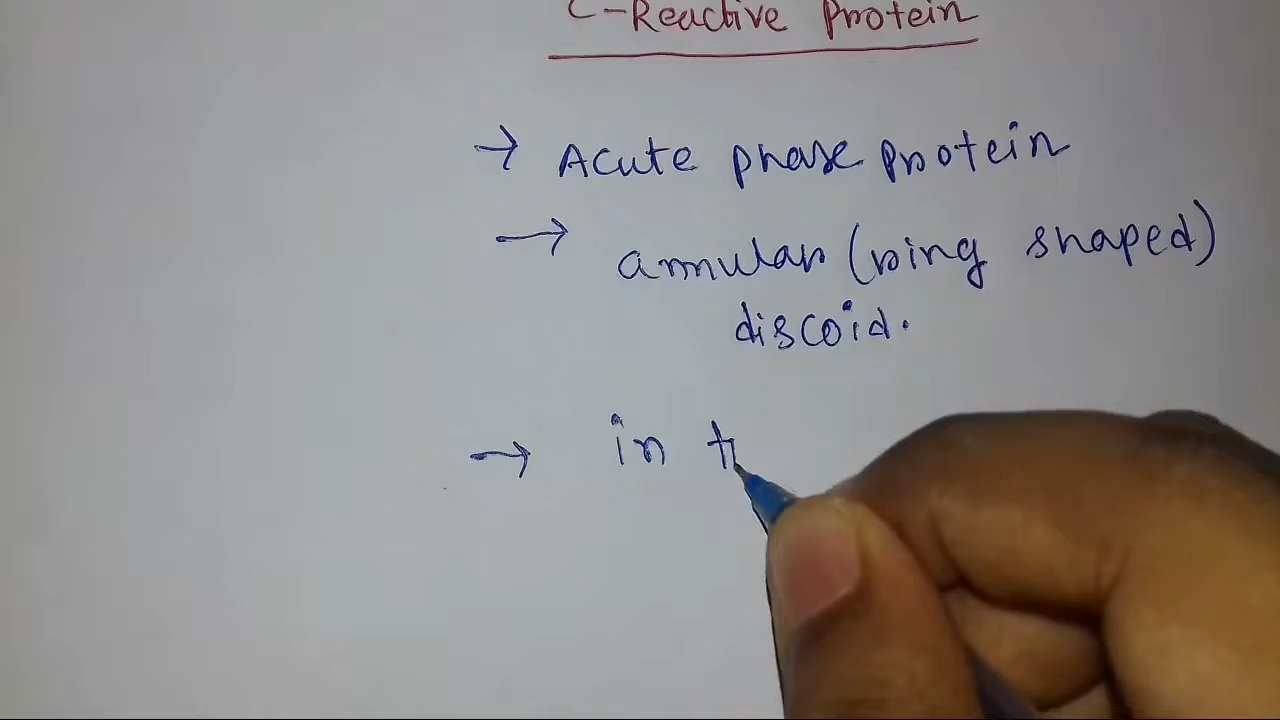 C-Reactive Protein
→ Acute phase protein
→ annular (ring shaped)
discoid.
→ in